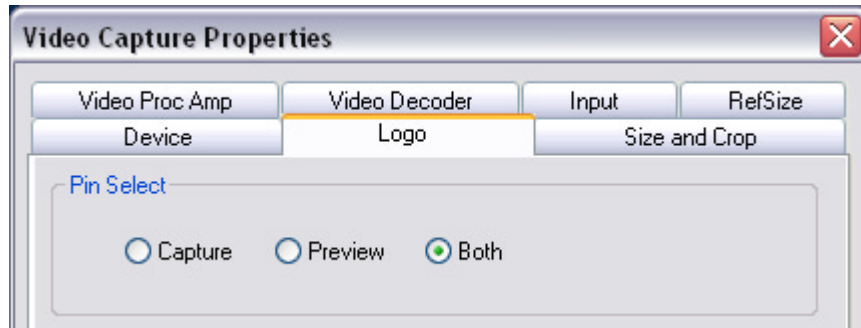 Video Capture Properties
Video Proc Amp Video Decoder Input RefSize
Device Logo Size and Crop
Pin Select
Capture Preview Both